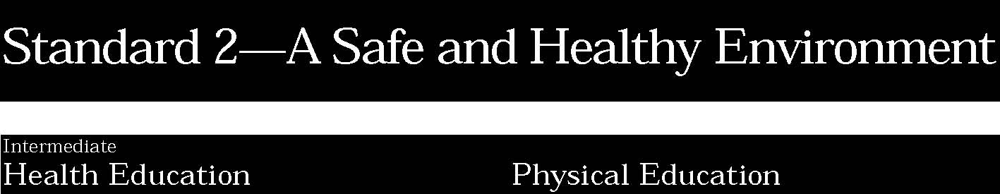 Standard 2—A Safe and Healthy Environment
Intermediate
Health Education Physical Education